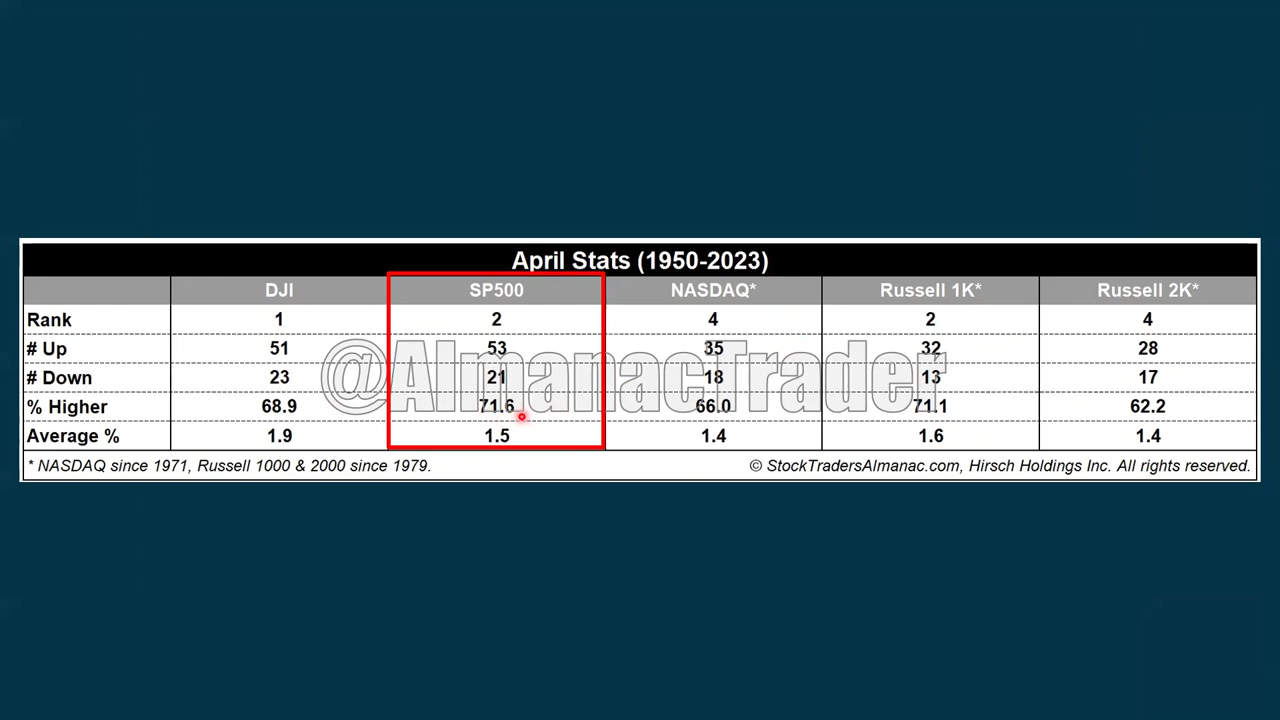 April Stats (1950-2023)
DJI SP500 NASDAQ* Russell 1K* Russell 2K*
Rank 1 2 4 2 4
# Up 51 53 35 32 28
@AlmanacTrader
# Down 23 21 18 13 17
% Higher 68.9 71.6 66.0 71.1 62.2
Average % 1.9 1.5 1.4 1.6 1.4
* NASDAQ since 1971, Russell 1000 & 2000 since 1979. © StockTradersAlmanac.com, Hirsch Holdings Inc. All rights reserved.